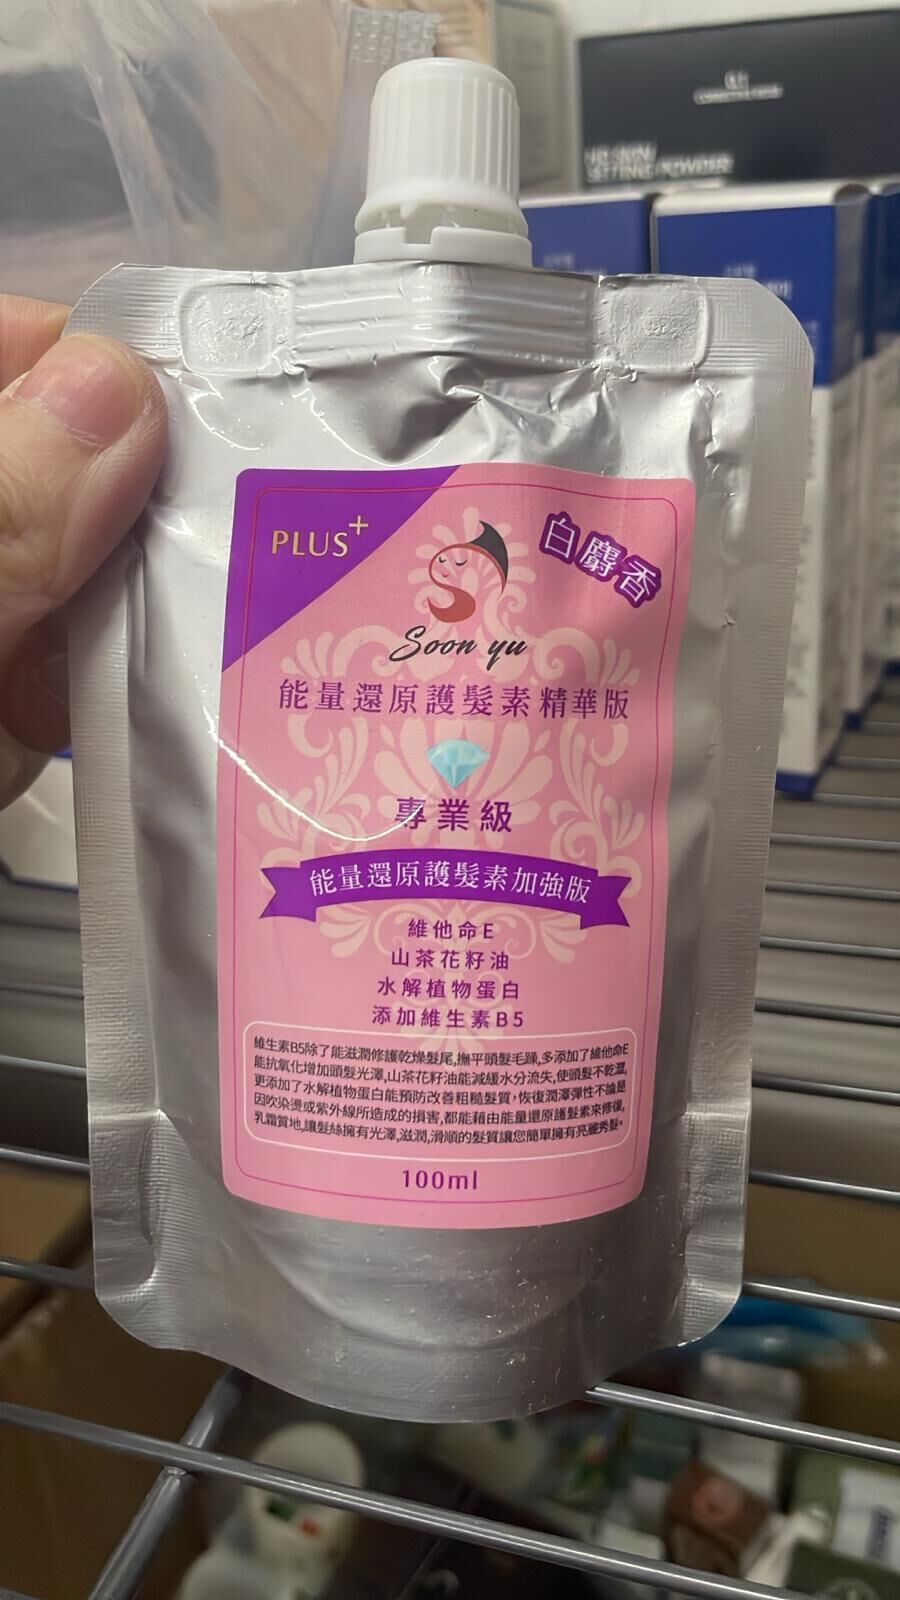 HD SKIN
SETTING POWDER
PLUS+
白麝香
Soon yu
能量還原護髮素精華版
專業級
能量還原護髮素加強版
維他命E
山茶花籽油
水解植物蛋白
添加維生素B5
維生素B5除了能滋潤修護乾燥髮尾,撫平頭髮毛躁,多添加了維他命E
能抗氧化增加頭髮光澤,山茶花籽油能減緩水分流失,使頭髮不乾澀,
更添加了水解植物蛋白能預防改善粗糙髮質,恢復潤澤彈性不論是
因吹染燙或紫外線所造成的損害,都能藉由能量還原護髮素來修復,
乳霜質地,讓髮絲擁有光澤,滋潤,滑順的髮質讓您簡單擁有亮麗秀髮。
100ml